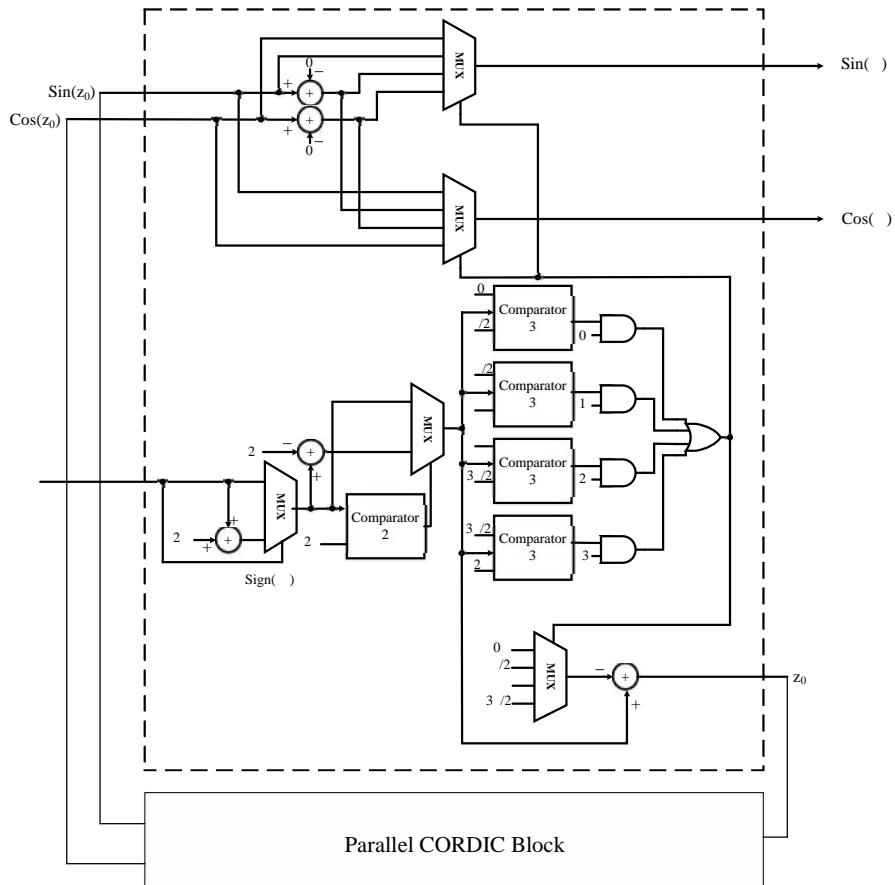 0
−
MUX
Sin( )
+
+
Sin(z0)
Cos(z0)
+
+
0
−
MUX
Cos( )
0
Comparator
3
/2
0
/2
Comparator
3
1
MUX
2
−
+
+
Comparator
3
3 /2
2
MUX
+
2
+
+
Comparator
2
2
3 /2
Comparator
3
2
3
Sign( )
0
/2
3 /2
MUX
−
+
+
z0
Parallel CORDIC Block